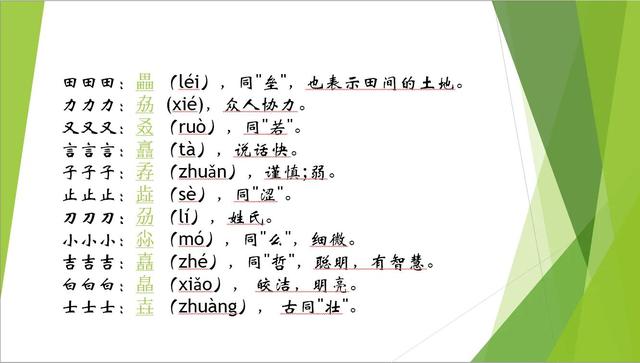 田田田：畾（léi），同"垒"，也表示田间的土地。
力力力：劦（xié)，众人协力。
又又又：叒（ruò），同"若"。
言言言：譶（tà），说话快。
子子子：孨（zhuǎn），谨慎;弱。
止止止：歮（sè），同"涩"。
刀刀刀：刕（lí），姓氏。
小小小：尛（mó），同"么"，细微。
吉吉吉：嚞（zhé），同"哲"，聪明，有智慧。
白白白：皛（xiǎo）， 皎洁，明亮。
士士士：壵（zhuàng）， 古同"壮"。